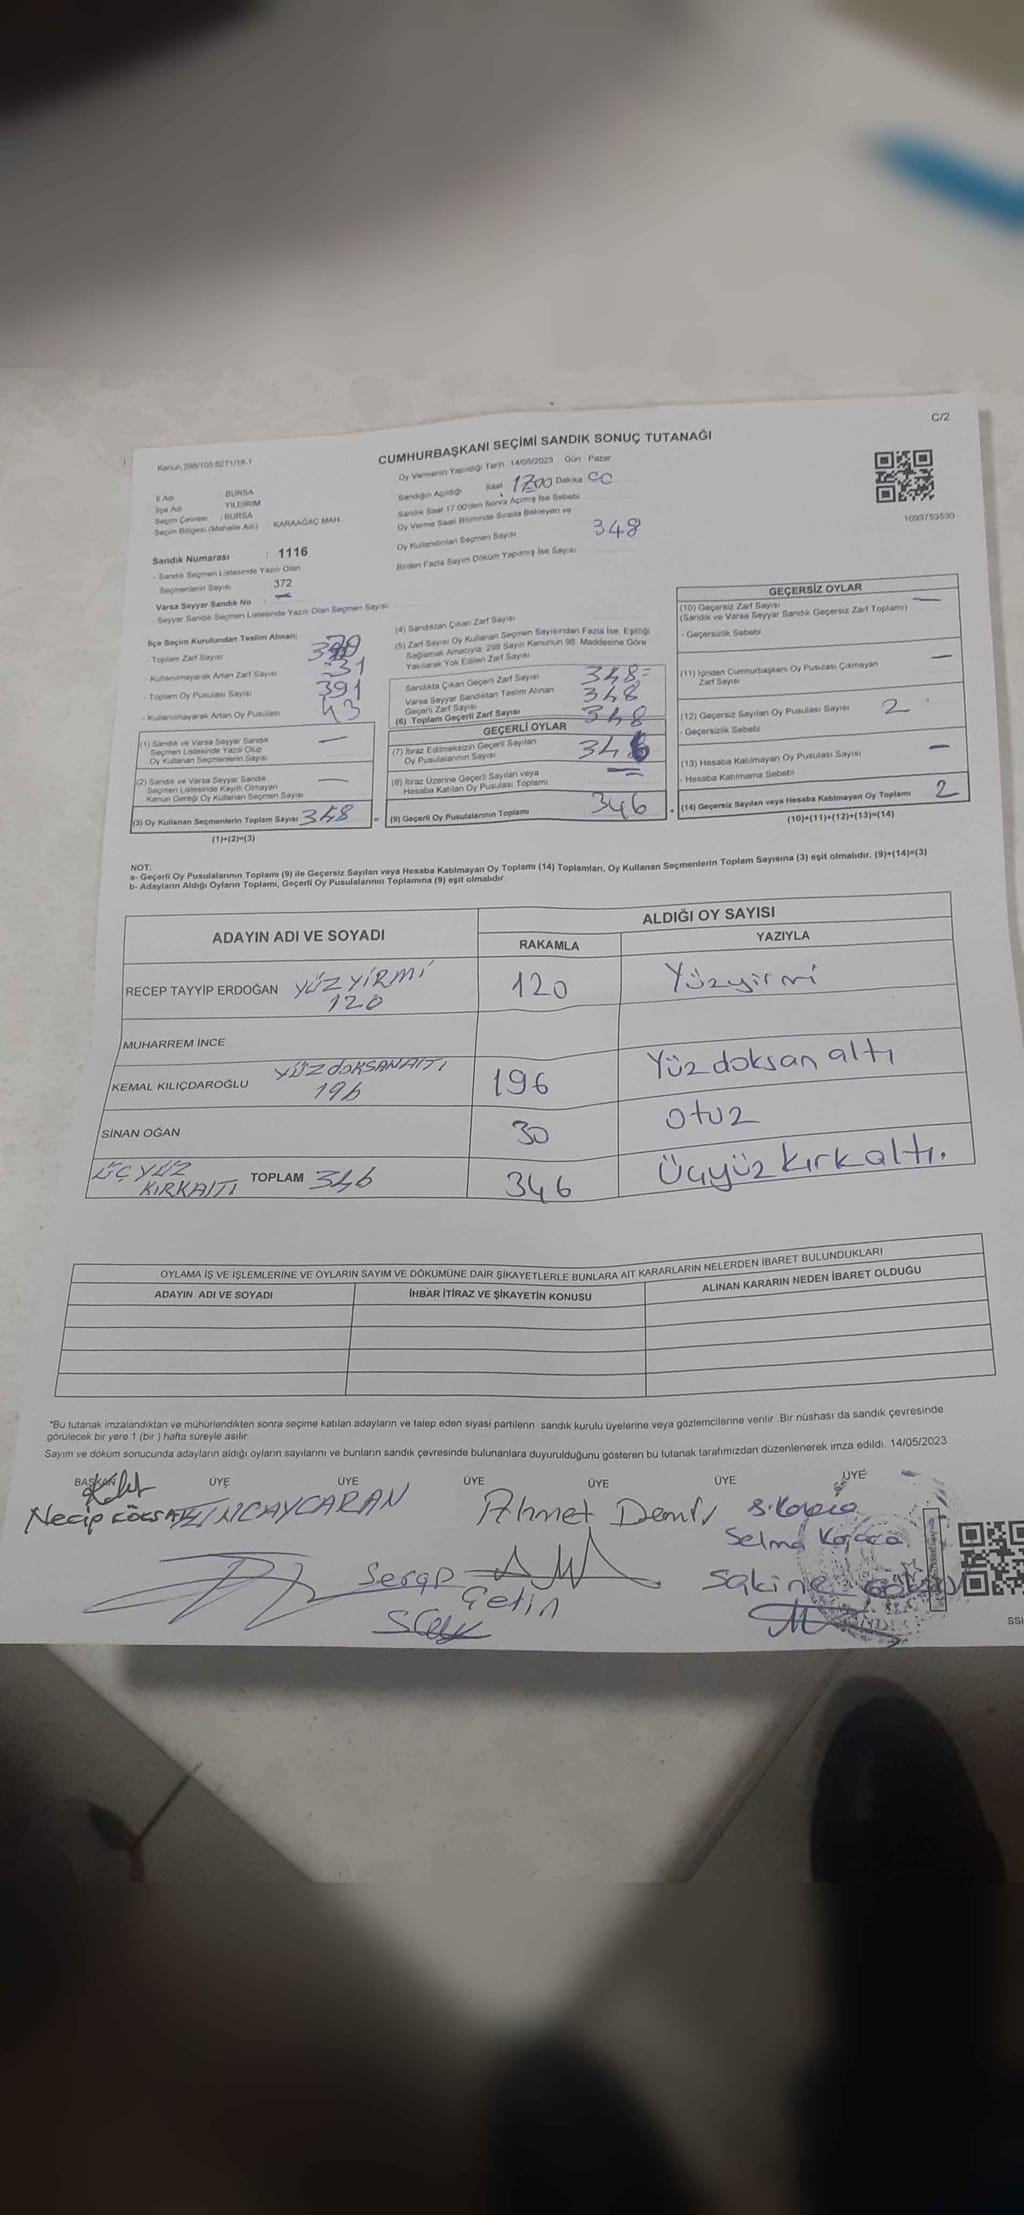 C/2
Kanun 298/105 6271/18-1
CUMHURBAŞKANI SEÇİMİ SANDIK SONUÇ TUTANAĞI
Oy Vermenin Yapıldığı Tarih 14/05/2023 Gün : Pazar
İl Adı BURSA
İlçe Adı YILDIRIM
Seçim Çevresi : BURSA
Seçim Bölgesi (Mahalle Adı) KARAAĞAÇ MAH.
Sandığın Açıldığı Saat 17:00 Dakika
Sandık Saat 17:00'den Sonra Açılmış İse Sebebi
Oy Verme Saati Bitiminde Sırada Bekleyen ve
Oy Kullandırılan Seçmen Sayısı 348
Birden Fazla Sayım Döküm Yapılmış İse Sayısı
1093753530
Sandık Numarası : 1116
- Sandık Seçmen Listesinde Yazılı Olan
Seçmenlerin Sayısı : 372
Varsa Seyyar Sandık No —
- Seyyar Sandık Seçmen Listesinde Yazılı Olan Seçmen Sayısı
İlçe Seçim Kurulundan Teslim Alınan;
- Toplam Zarf Sayısı
- Kullanılmayarak Artan Zarf Sayısı 31
- Toplam Oy Pusulası Sayısı 391
- Kullanılmayarak Artan Oy Pusulası 43
(1) Sandık ve Varsa Seyyar Sandık
Seçmen Listesinde Yazılı Olup
Oy Kullanan Seçmenlerin Sayısı —
(2) Sandık ve Varsa Seyyar Sandık
Seçmen Listesinde Kayıtlı Olmayan
Kanun Gereği Oy Kullanan Seçmen Sayısı —
(3) Oy Kullanan Seçmenlerin Toplam Sayısı 348
(1)+(2)=(3)
(4) Sandıktan Çıkan Zarf Sayısı
(5) Zarf Sayısı Oy Kullanan Seçmen Sayısından Fazla İse, Eşitliği
Sağlamak Amacıyla, 298 Sayılı Kanunun 98. Maddesine Göre
Yakılarak Yok Edilen Zarf Sayısı
Sandıkta Çıkan Geçerli Zarf Sayısı 348
Varsa Seyyar Sandıktan Teslim Alınan
Geçerli Zarf Sayısı 348
(6) Toplam Geçerli Zarf Sayısı 348
GEÇERLİ OYLAR
(7) İtiraz Edilmeksizin Geçerli Sayılan
Oy Pusulalarının Sayısı 346
(8) İtiraz Üzerine Geçerli Sayılan veya
Hesaba Katılan Oy Pusulası Toplamı —
(9) Geçerli Oy Pusulalarının Toplamı 346
GEÇERSİZ OYLAR
(10) Geçersiz Zarf Sayısı —
(Sandık ve Varsa Seyyar Sandık Geçersiz Zarf Toplamı)
- Geçersizlik Sebebi
(11) İçinden Cumhurbaşkanı Oy Pusulası Çıkmayan
Zarf Sayısı —
(12) Geçersiz Sayılan Oy Pusulası Sayısı 2
- Geçersizlik Sebebi
(13) Hesaba Katılmayan Oy Pusulası Sayısı —
- Hesaba Katılmama Sebebi
(14) Geçersiz Sayılan veya Hesaba Katılmayan Oy Toplamı 2
(10)+(11)+(12)+(13)=(14)
NOT:
a- Geçerli Oy Pusulalarının Toplamı (9) ile Geçersiz Sayılan veya Hesaba Katılmayan Oy Toplamı (14) Toplamları, Oy Kullanan Seçmenlerin Toplam Sayısına (3) eşit olmalıdır. (9)+(14)=(3)
b- Adayların Aldığı Oyların Toplamı, Geçerli Oy Pusulalarının Toplamına (9) eşit olmalıdır.
ADAYIN ADI VE SOYADI
ALDIĞI OY SAYISI
RAKAMLA YAZIYLA
RECEP TAYYİP ERDOĞAN YÜZ YİRMİ 120 120 Yüzyirmi
MUHARREM İNCE
KEMAL KILIÇDAROĞLU YÜZ DOKSANALTI 196 196 Yüz doksan altı
SİNAN OĞAN 30 otuz
ÜÇ YÜZ KIRKALTI TOPLAM 346 346 Üçyüz kırkaltı.
OYLAMA İŞ VE İŞLEMLERİNE VE OYLARIN SAYIM VE DÖKÜMÜNE DAİR ŞİKAYETLERLE BUNLARA AİT KARARLARIN NELERDEN İBARET BULUNDUKLARI
ADAYIN ADI VE SOYADI İHBAR İTİRAZ VE ŞİKAYETİN KONUSU ALINAN KARARIN NEDEN İBARET OLDUĞU
*Bu tutanak imzalandıktan ve mühürlendikten sonra seçime katılan adayların ve talep eden siyasi partilerin sandık kurulu üyelerine veya gözlemcilerine verilir. Bir nüshası da sandık çevresinde
görülecek bir yere 1 (bir) hafta süreyle asılır.
Sayım ve döküm sonucunda adayların aldığı oyların sayılarını ve bunların sandık çevresinde bulunanlara duyurulduğunu gösteren bu tutanak tarafımızdan düzenlenerek imza edildi. 14/05/2023
BAŞKAN ÜYE ÜYE ÜYE ÜYE ÜYE ÜYE
Necip
Ahmet Demir
Selma Karaca
Serap Çetin
Sakine